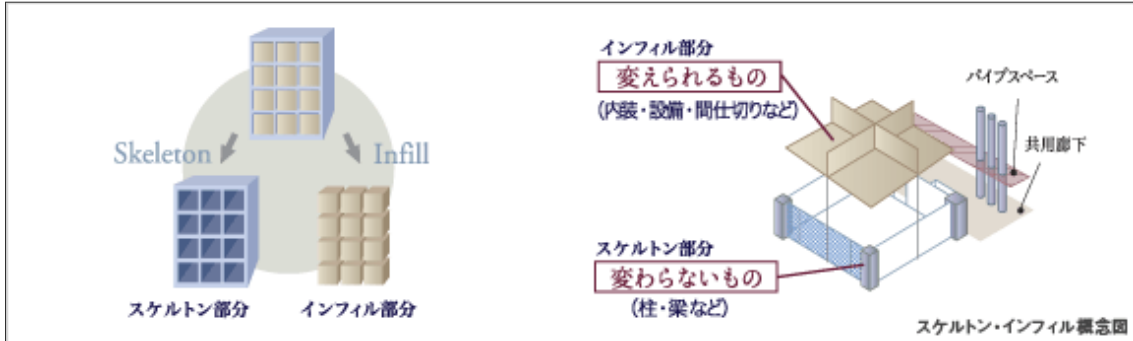 Skeleton
Infill
スケルトン部分
インフィル部分
インフィル部分
変えられるもの
(内装・設備・間仕切りなど)
パイプスペース
共用廊下
スケルトン部分
変わらないもの
(柱・梁など)
スケルトン・インフィル概念図